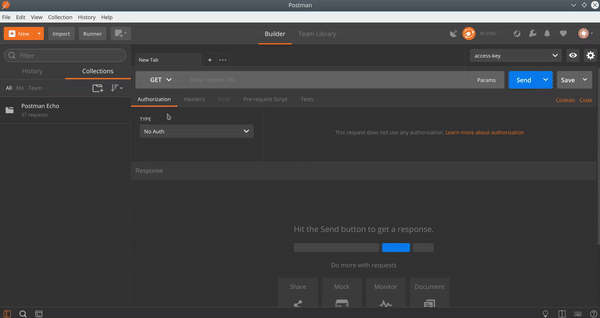 Postman
File Edit View Collection History Help
New Import Runner Builder Team Library
Filter
New Tab access-key
History Collections
GET Enter request URL Params Send Save
All Me Team
Authorization Headers Body Pre-request Script Tests Cookies Code
Postman Echo
37 requests
TYPE
No Auth
This request does not use any authorization. Learn more about authorization
Response
Hit the Send button to get a response.
Do more with requests
Share Mock Monitor Document